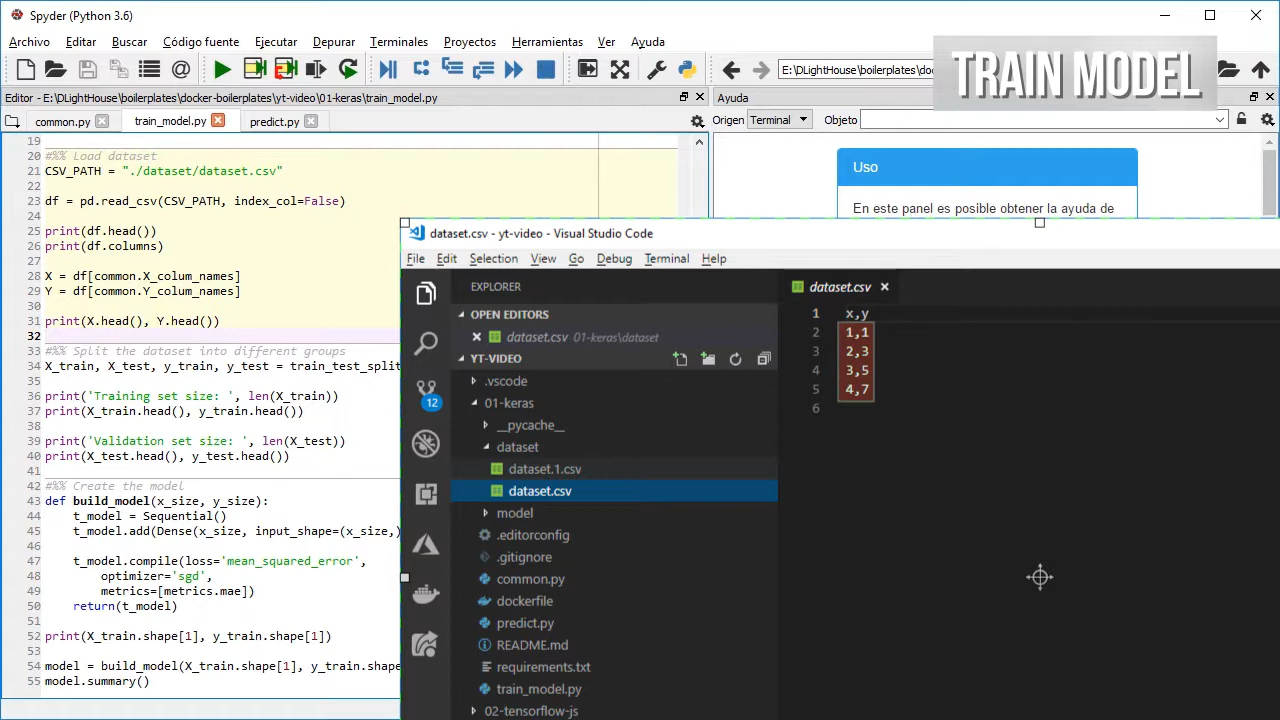 Spyder (Python 3.6)
Archivo Editar Buscar Código fuente Ejecutar Depurar Terminales Proyectos Herramientas Ver Ayuda
E:\DLightHouse\boilerplates\doc
TRAIN MODEL
Editor - E:\DLightHouse\boilerplates\docker-boilerplates\yt-video\01-keras\train_model.py
Ayuda
common.py train_model.py predict.py
Origen Terminal Objeto
19
20 #%% Load dataset
21 CSV_PATH = "./dataset/dataset.csv"
22
23 df = pd.read_csv(CSV_PATH, index_col=False)
24
25 print(df.head())
26 print(df.columns)
27
28 X = df[common.X_colum_names]
29 Y = df[common.Y_colum_names]
30
31 print(X.head(), Y.head())
32
33 #%% Split the dataset into different groups
34 X_train, X_test, y_train, y_test = train_test_split
35
36 print('Training set size: ', len(X_train))
37 print(X_train.head(), y_train.head())
38
39 print('Validation set size: ', len(X_test))
40 print(X_test.head(), y_test.head())
41
42 #%% Create the model
43 def build_model(x_size, y_size):
44 t_model = Sequential()
45 t_model.add(Dense(x_size, input_shape=(x_size,)
46
47 t_model.compile(loss='mean_squared_error',
48 optimizer='sgd',
49 metrics=[metrics.mae])
50 return(t_model)
51
52 print(X_train.shape[1], y_train.shape[1])
53
54 model = build_model(X_train.shape[1], y_train.shape
55 model.summary()
Uso
En este panel es posible obtener la ayuda de
dataset.csv - yt-video - Visual Studio Code
File Edit Selection View Go Debug Terminal Help
EXPLORER
OPEN EDITORS
dataset.csv 01-keras\dataset
YT-VIDEO
.vscode
12
01-keras
__pycache__
dataset
dataset.1.csv
dataset.csv
model
.editorconfig
.gitignore
common.py
dockerfile
predict.py
README.md
requirements.txt
train_model.py
02-tensorflow-js
dataset.csv
1 x,y
2 1,1
3 2,3
4 3,5
5 4,7
6